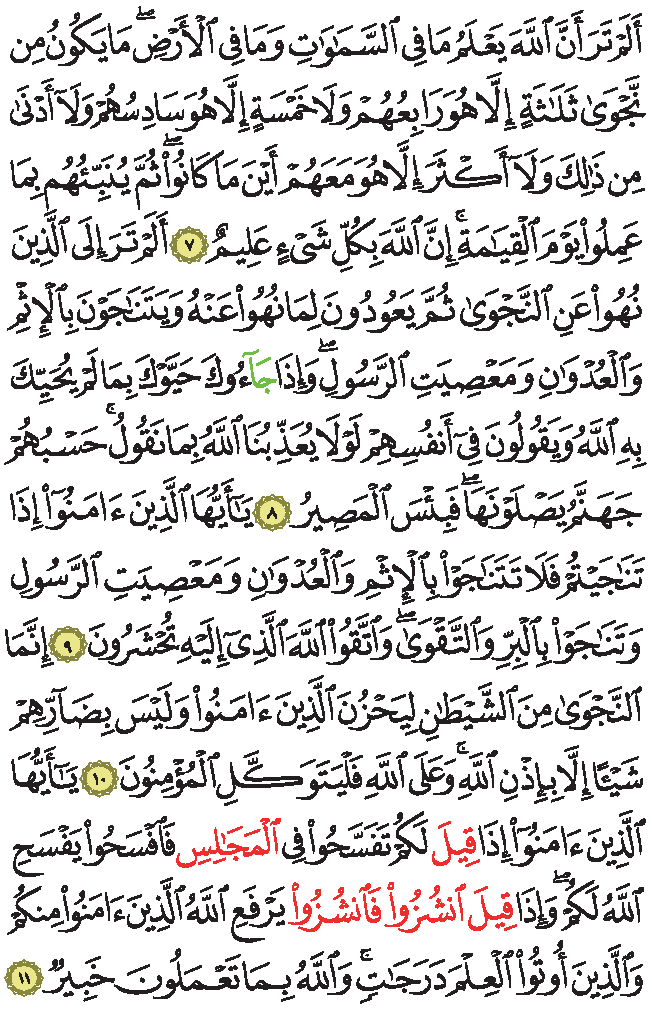 أَلَمْ تَرَ أَنَّ ٱللَّهَ يَعْلَمُ مَا فِى ٱلسَّمَٰوَٰتِ وَمَا فِى ٱلْأَرْضِ ۖ مَا يَكُونُ مِن
نَّجْوَىٰ ثَلَٰثَةٍ إِلَّا هُوَ رَابِعُهُمْ وَلَا خَمْسَةٍ إِلَّا هُوَ سَادِسُهُمْ وَلَآ أَدْنَىٰ
مِن ذَٰلِكَ وَلَآ أَكْثَرَ إِلَّا هُوَ مَعَهُمْ أَيْنَ مَا كَانُوا۟ ۖ ثُمَّ يُنَبِّئُهُم بِمَا
عَمِلُوا۟ يَوْمَ ٱلْقِيَٰمَةِ ۚ إِنَّ ٱللَّهَ بِكُلِّ شَىْءٍ عَلِيمٌ ٧ أَلَمْ تَرَ إِلَى ٱلَّذِينَ
نُهُوا۟ عَنِ ٱلنَّجْوَىٰ ثُمَّ يَعُودُونَ لِمَا نُهُوا۟ عَنْهُ وَيَتَنَٰجَوْنَ بِٱلْإِثْمِ
وَٱلْعُدْوَٰنِ وَمَعْصِيَتِ ٱلرَّسُولِ ۖ وَإِذَا جَآءُوكَ حَيَّوْكَ بِمَا لَمْ يُحَيِّكَ
بِهِ ٱللَّهُ وَيَقُولُونَ فِىٓ أَنفُسِهِمْ لَوْلَا يُعَذِّبُنَا ٱللَّهُ بِمَا نَقُولُ ۚ حَسْبُهُمْ
جَهَنَّمُ يَصْلَوْنَهَا ۖ فَبِئْسَ ٱلْمَصِيرُ ٨ يَٰٓأَيُّهَا ٱلَّذِينَ ءَامَنُوٓا۟ إِذَا
تَنَٰجَيْتُمْ فَلَا تَتَنَٰجَوْا۟ بِٱلْإِثْمِ وَٱلْعُدْوَٰنِ وَمَعْصِيَتِ ٱلرَّسُولِ
وَتَنَٰجَوْا۟ بِٱلْبِرِّ وَٱلتَّقْوَىٰ ۖ وَٱتَّقُوا۟ ٱللَّهَ ٱلَّذِىٓ إِلَيْهِ تُحْشَرُونَ ٩ إِنَّمَا
ٱلنَّجْوَىٰ مِنَ ٱلشَّيْطَٰنِ لِيَحْزُنَ ٱلَّذِينَ ءَامَنُوا۟ وَلَيْسَ بِضَآرِّهِمْ
شَيْـًٔا إِلَّا بِإِذْنِ ٱللَّهِ ۚ وَعَلَى ٱللَّهِ فَلْيَتَوَكَّلِ ٱلْمُؤْمِنُونَ ١٠ يَٰٓأَيُّهَا
ٱلَّذِينَ ءَامَنُوٓا۟ إِذَا قِيلَ لَكُمْ تَفَسَّحُوا۟ فِى ٱلْمَجَٰلِسِ فَٱفْسَحُوا۟ يَفْسَحِ
ٱللَّهُ لَكُمْ ۖ وَإِذَا قِيلَ ٱنشُزُوا۟ فَٱنشُزُوا۟ يَرْفَعِ ٱللَّهُ ٱلَّذِينَ ءَامَنُوا۟ مِنكُمْ
وَٱلَّذِينَ أُوتُوا۟ ٱلْعِلْمَ دَرَجَٰتٍ ۚ وَٱللَّهُ بِمَا تَعْمَلُونَ خَبِيرٌ ١١